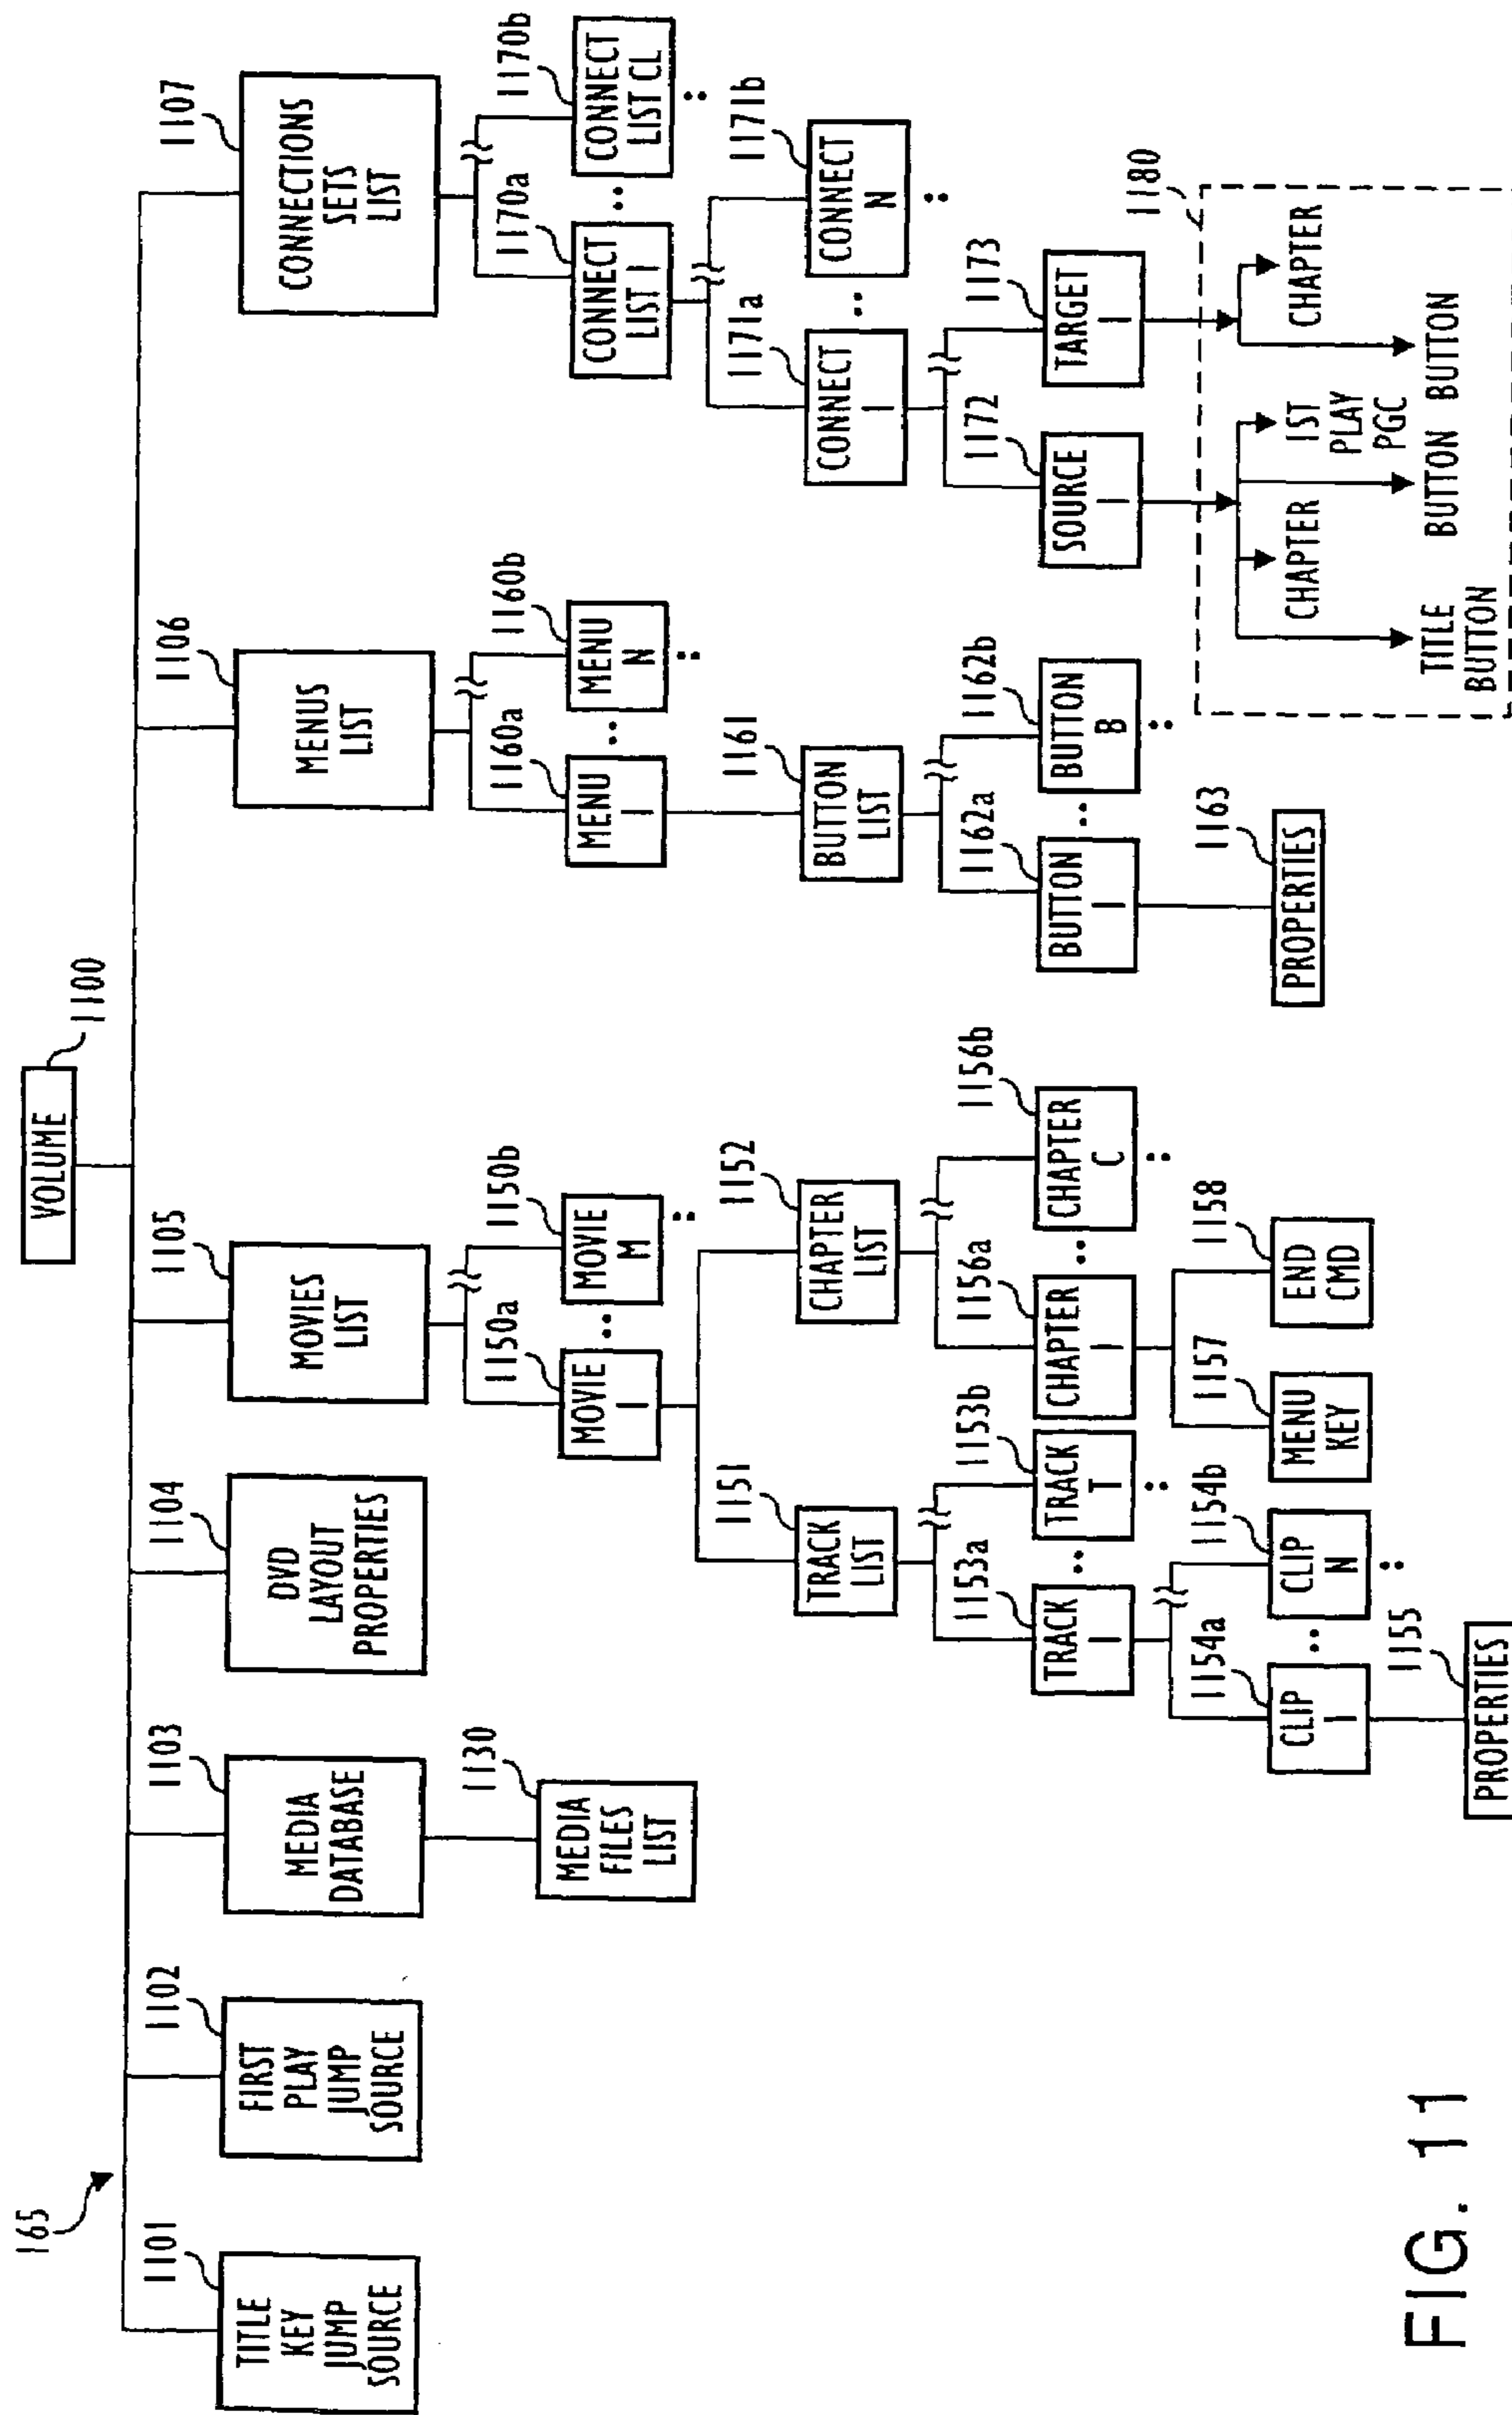 165
VOLUME
1100
1101
TITLE
KEY
JUMP
SOURCE
1102
FIRST
PLAY
JUMP
SOURCE
1103
MEDIA
DATABASE
1104
DVD
LAYOUT
PROPERTIES
1105
MOVIES
LIST
1106
MENUS
LIST
1107
CONNECTIONS
SETS
LIST
1130
MEDIA
FILES
LIST
1150a
MOVIE
1
1150b
MOVIE
M
1160a
MENU
1
1160b
MENU
N
1170a
CONNECT
LIST 1
1170b
CONNECT
LIST CL
1151
TRACK
LIST
1152
CHAPTER
LIST
1161
BUTTON
LIST
1171a
CONNECT
1
1171b
CONNECT
N
1153a
TRACK
1
1153b
TRACK
T
1156a
CHAPTER
1
1156b
CHAPTER
C
1162a
BUTTON
1
1162b
BUTTON
B
1172
SOURCE
1
1173
TARGET
1
1154a
CLIP
1
1154b
CLIP
N
1157
MENU
KEY
1158
END
CMD
1163
PROPERTIES
1180
CHAPTER
1ST
PLAY
PGC
CHAPTER
TITLE
BUTTON
BUTTON
BUTTON
1155
PROPERTIES
FIG. 11